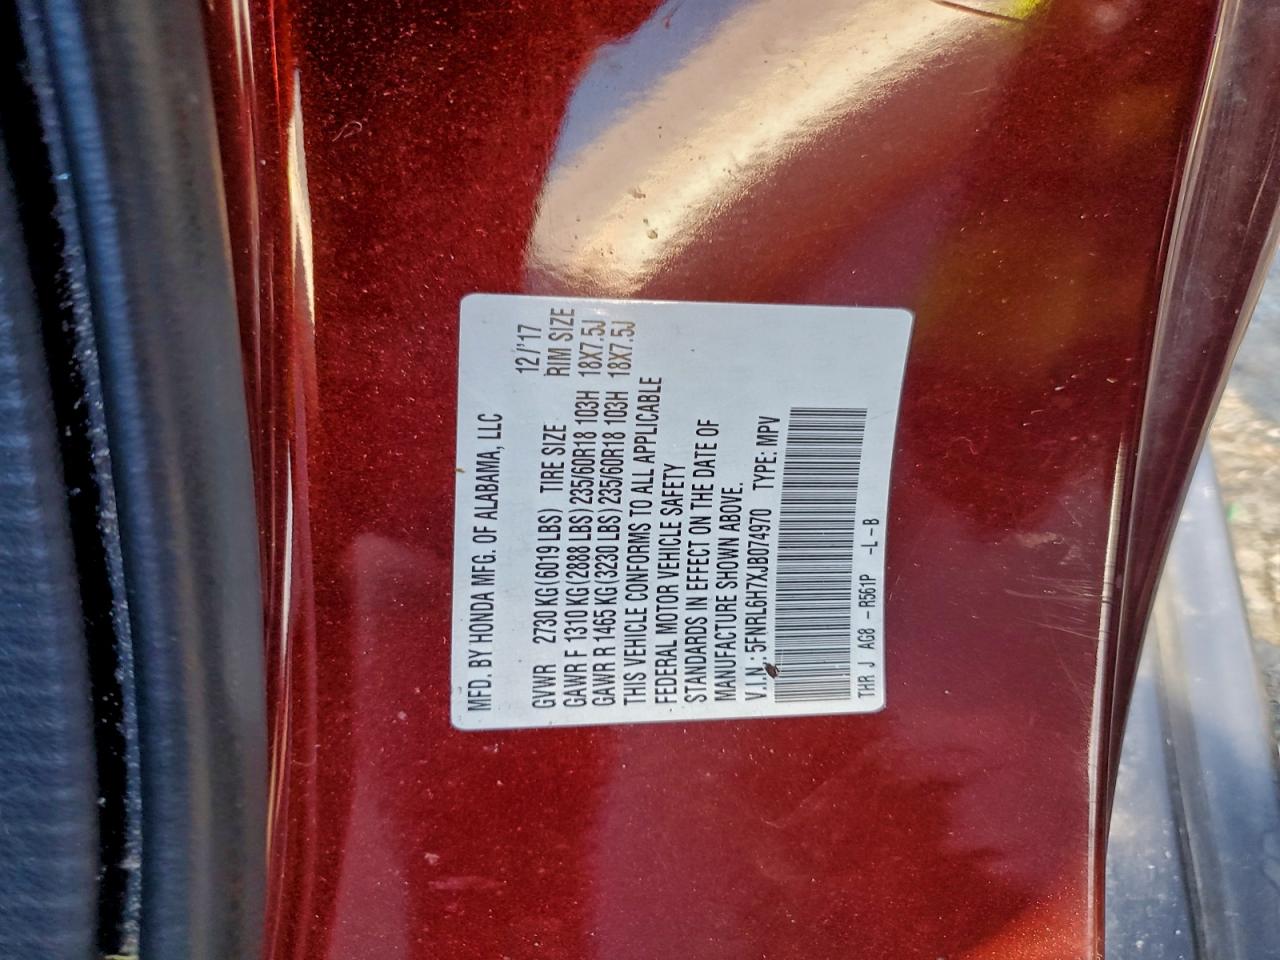 MFD. BY HONDA MFG. OF ALABAMA, LLC
12/'17
GVWR 2730 KG(6019 LBS) TIRE SIZE RIM SIZE
GAWR F 1310 KG(2888 LBS)235/60R18 103H 18X7.5J
GAWR R 1465 KG(3230 LBS)235/60R18 103H 18X7.5J
THIS VEHICLE CONFORMS TO ALL APPLICABLE
FEDERAL MOTOR VEHICLE SAFETY
STANDARDS IN EFFECT ON THE DATE OF
MANUFACTURE SHOWN ABOVE.
V.I.N.: 5FNRL6H7XJB074970 TYPE: MPV
THR J AG8 -R561P -L-B